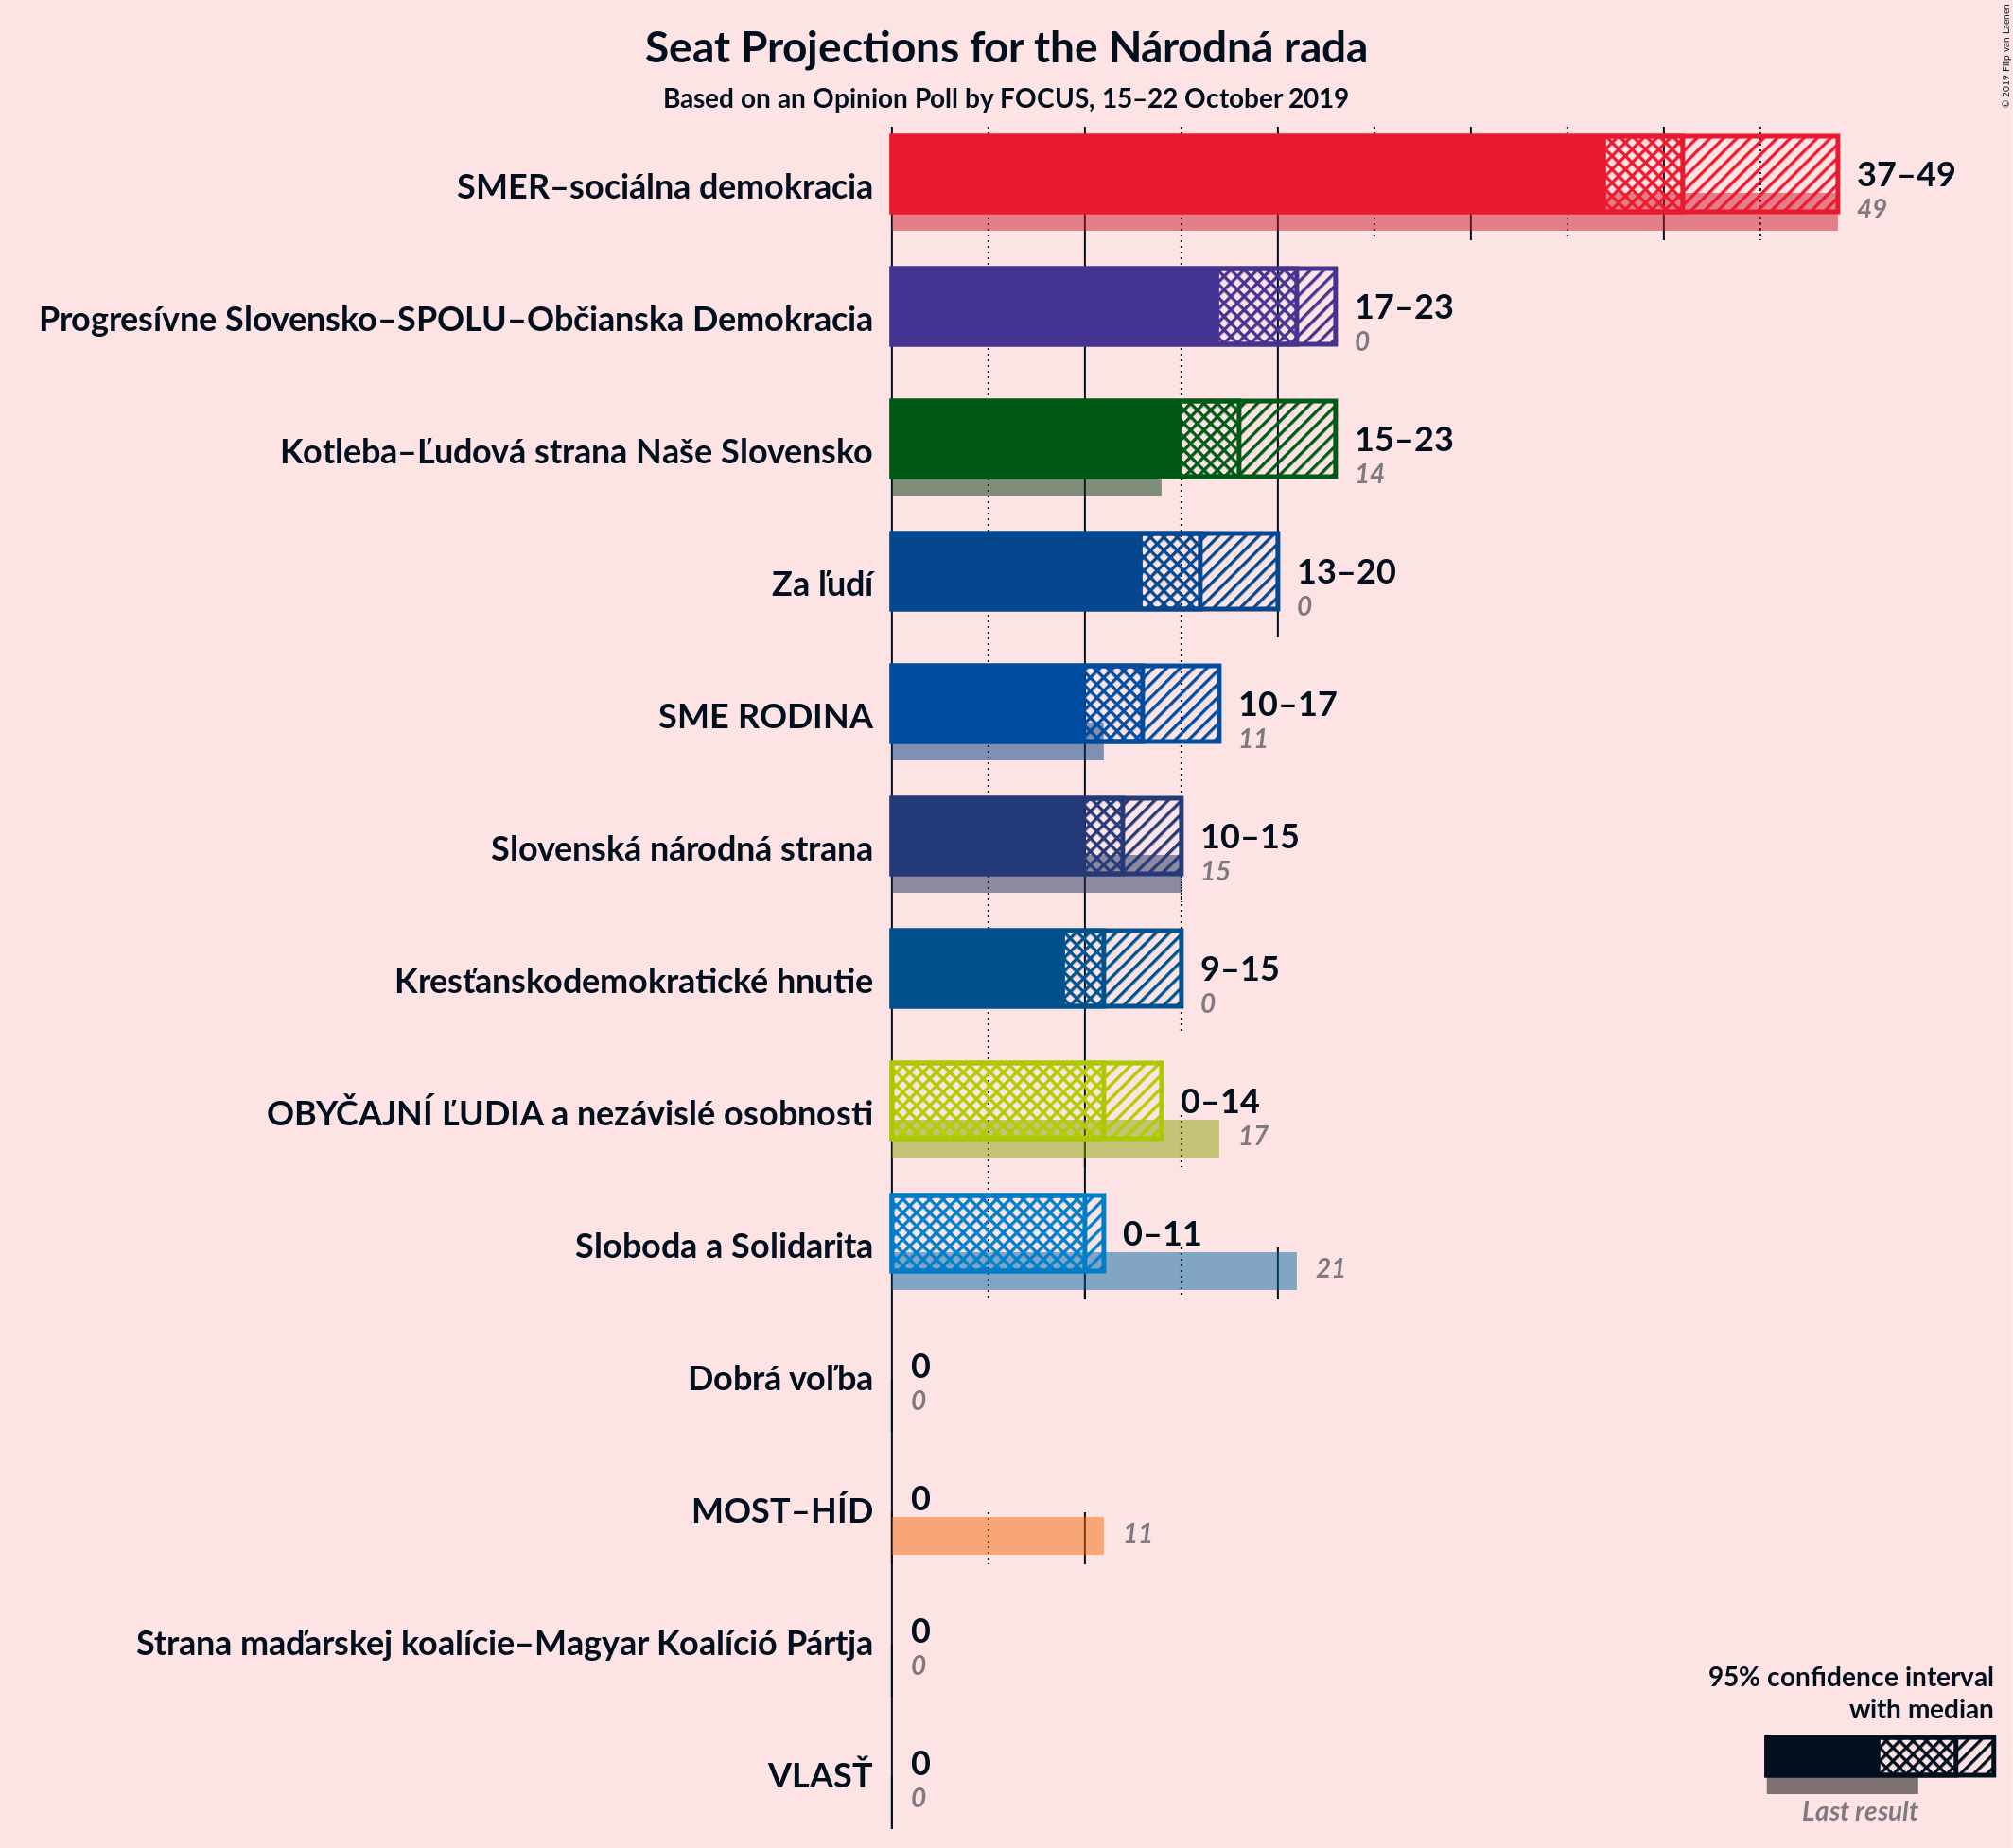 © 2019 Filip van Laenen
Seat Projections for the Národná rada
Based on an Opinion Poll by FOCUS, 15–22 October 2019
SMER–sociálna demokracia
37–49
49
Progresívne Slovensko–SPOLU–Občianska Demokracia
17–23
0
Kotleba–Ľudová strana Naše Slovensko
15–23
14
Za ľudí
13–20
0
SME RODINA
10–17
11
Slovenská národná strana
10–15
15
Kresťanskodemokratické hnutie
9–15
0
OBYČAJNÍ ĽUDIA a nezávislé osobnosti
0–14
17
Sloboda a Solidarita
0–11
21
Dobrá voľba
0
0
MOST–HÍD
0
11
Strana maďarskej koalície–Magyar Koalíció Pártja
0
0
VLASŤ
0
0
95% confidence interval
with median
Last result